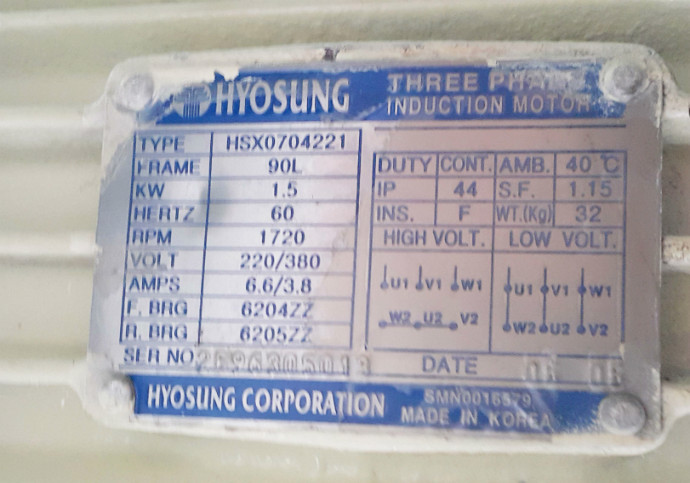 HYOSUNG
THREE PHASE
INDUCTION MOTOR
TYPE HSX0704221
FRAME 90L
KW 1.5
HERTZ 60
RPM 1720
VOLT 220/380
AMPS 6.6/3.8
F. BRG 6204ZZ
R. BRG 6205ZZ
SER NO
DUTY CONT. AMB. 40 ℃
IP 44 S.F. 1.15
INS. F WT.(Kg) 32
HIGH VOLT. LOW VOLT.
U1 V1 W1 U1 V1 W1
W2 U2 V2 W2 U2 V2
DATE
HYOSUNG CORPORATION
SMN0016579
MADE IN KOREA